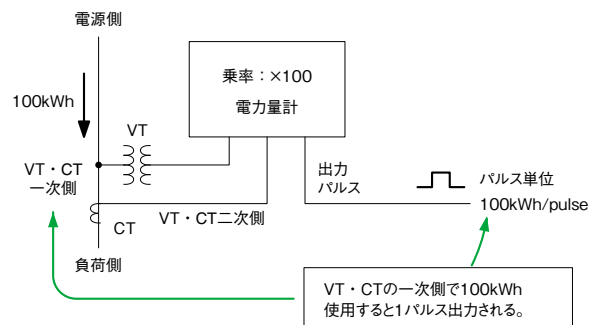 電源側
乗率：×100
電力量計
100kWh
VT
VT・CT
一次側
出力
パルス
パルス単位
100kWh/pulse
CT
VT・CT二次側
負荷側
VT・CTの一次側で100kWh
使用すると1パルス出力される。